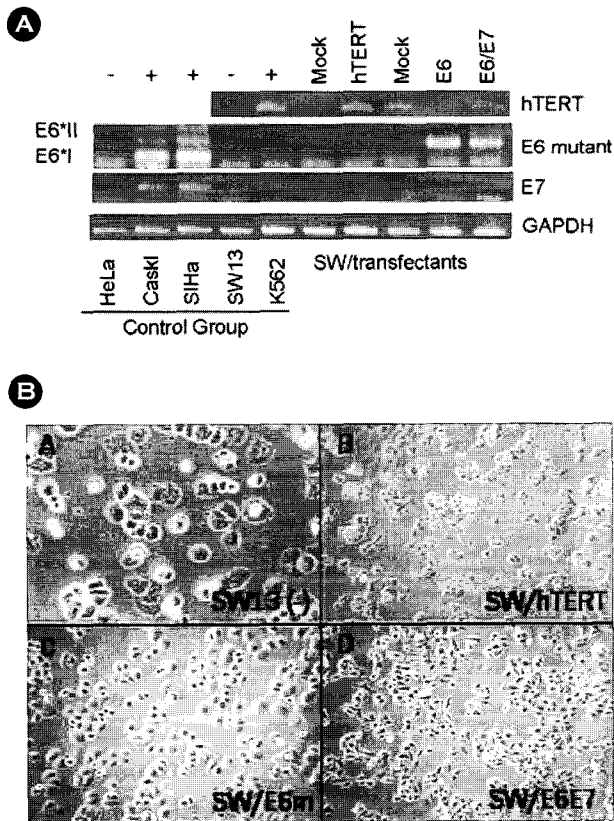 A
- + + - + Mock hTERT Mock E6 E6/E7
hTERT
E6*II
E6*I
E6 mutant
E7
GAPDH
HeLa CaskI SIHa SW13 K562
SW/transfectants
Control Group
B
A
B
SW13 (-)
SW/hTERT
C
D
SW/E6m
SW/E6E7